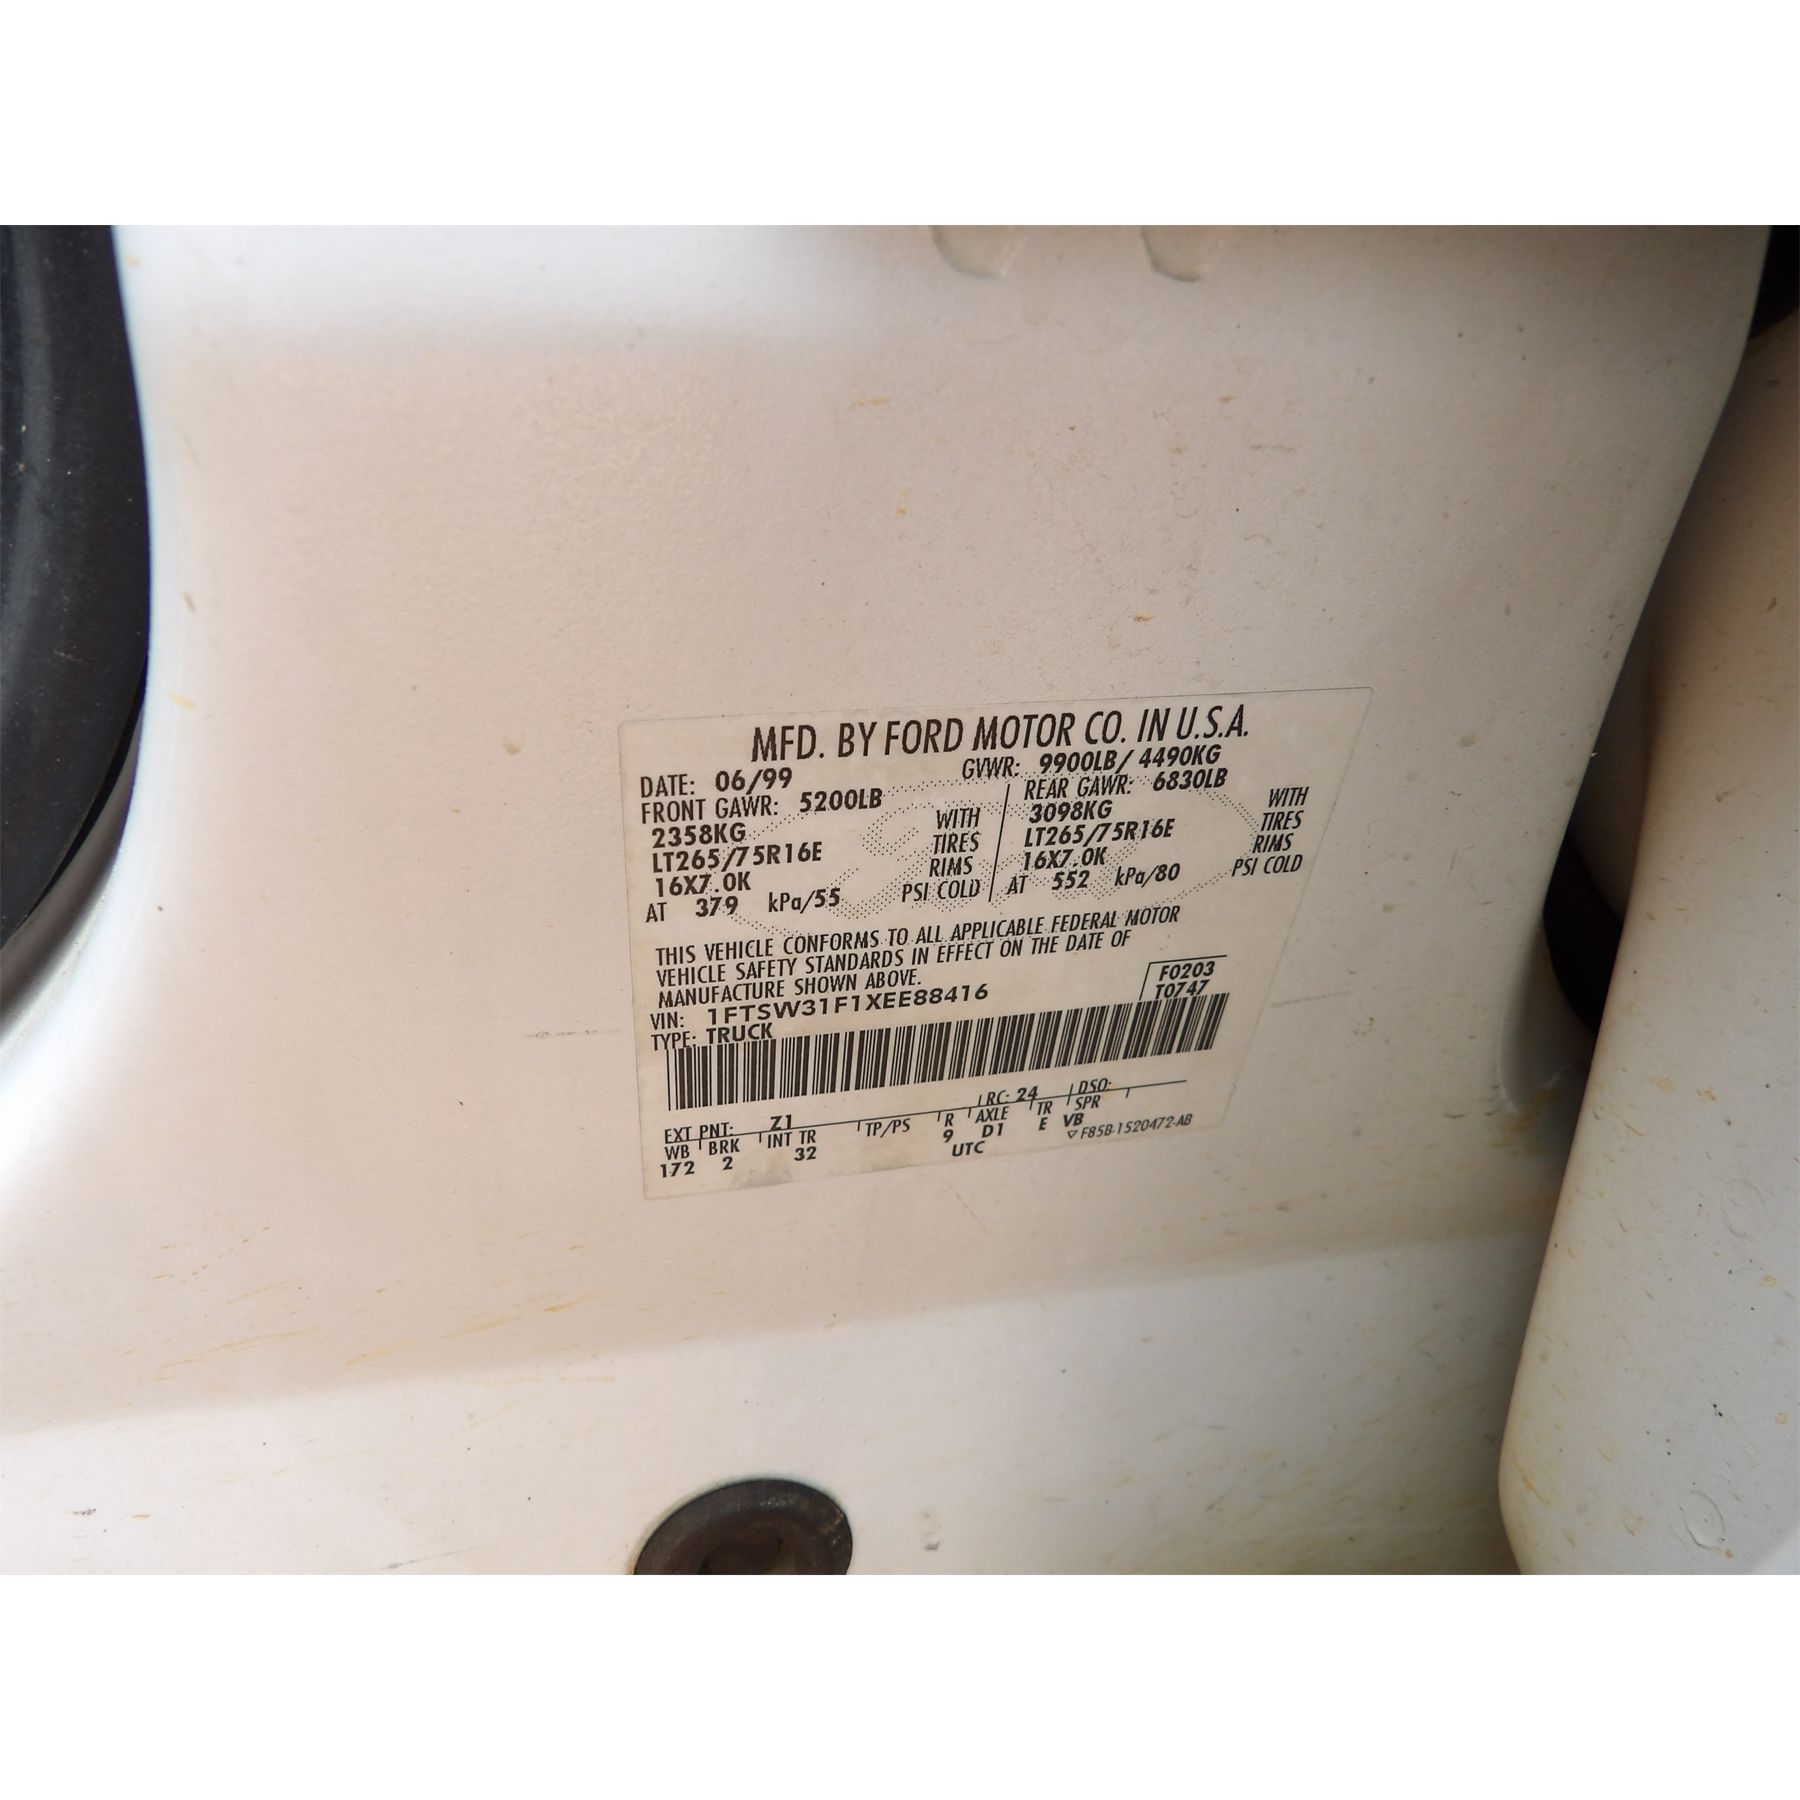 MFD. BY FORD MOTOR CO. IN U.S.A.
DATE: 06/99 GVWR: 9900LB/ 4490KG
FRONT GAWR: 5200LB REAR GAWR: 6830LB
2358KG WITH 3098KG WITH
LT265/75R16E TIRES LT265/75R16E TIRES
16X7.0K RIMS 16X7.0K RIMS
AT 379 kPa/55 PSI COLD AT 552 kPa/80 PSI COLD
THIS VEHICLE CONFORMS TO ALL APPLICABLE FEDERAL MOTOR
VEHICLE SAFETY STANDARDS IN EFFECT ON THE DATE OF
MANUFACTURE SHOWN ABOVE.
F0203
VIN: 1FTSW31F1XEE88416 T0747
TYPE: TRUCK
EXT PNT: Z1 RC: 24 DSO:
WB BRK INT TR TP/PS R AXLE TR SPR
172 2 32 9 D1 E VB
UTC ▽ F85B-1520472-AB